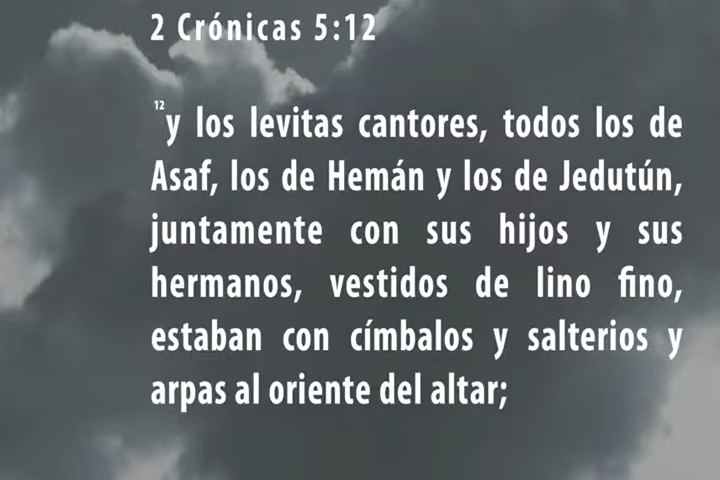 2 Crónicas 5:12
12 y los levitas cantores, todos los de
Asaf, los de Hemán y los de Jedutún,
juntamente con sus hijos y sus
hermanos, vestidos de lino fino,
estaban con címbalos y salterios y
arpas al oriente del altar;